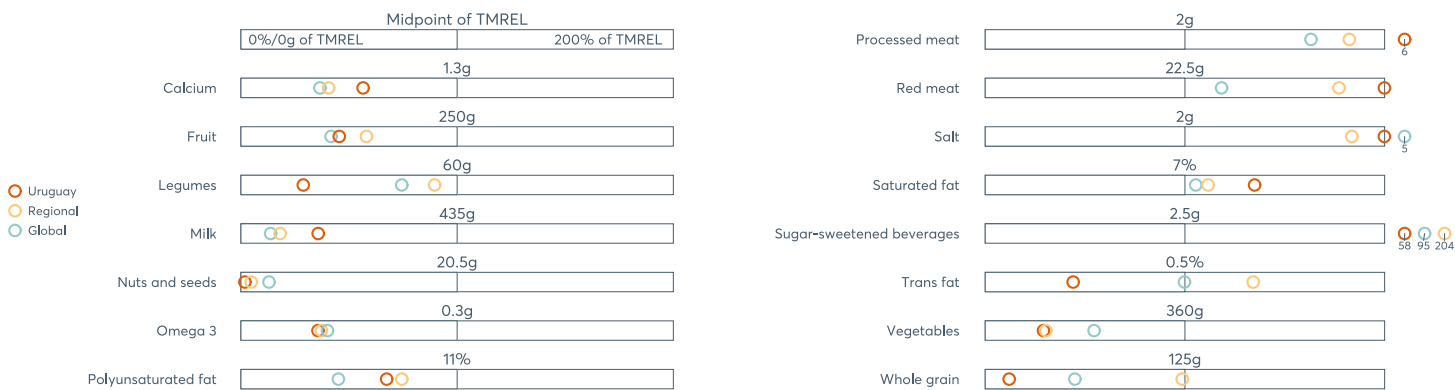 Midpoint of TMREL
0%/0g of TMREL
200% of TMREL
1.3g
Calcium
250g
Fruit
60g
Legumes
435g
Milk
20.5g
Nuts and seeds
0.3g
Omega 3
11%
Polyunsaturated fat
Uruguay
Regional
Global
2g
Processed meat
6
22.5g
Red meat
2g
Salt
5
7%
Saturated fat
2.5g
Sugar-sweetened beverages
58 95 204
0.5%
Trans fat
360g
Vegetables
125g
Whole grain